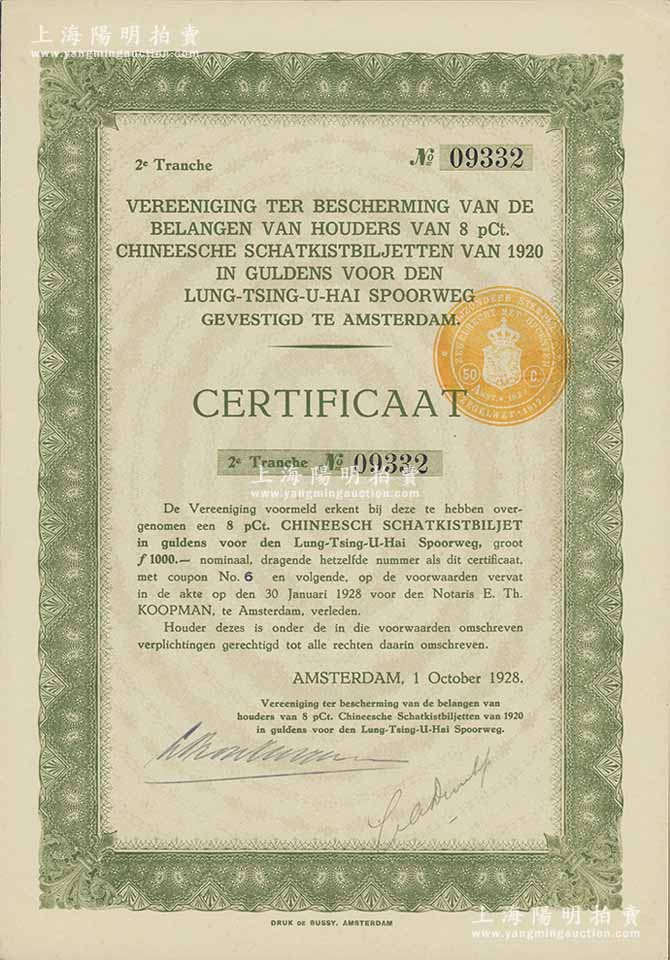 上海陽明拍賣
www.yangmingauction.com
2e Tranche
No 09332
VEREENIGING TER BESCHERMING VAN DE
BELANGEN VAN HOUDERS VAN 8 pCt.
CHINEESCHE SCHATKISTBILJETTEN VAN 1920
IN GULDENS VOOR DEN
LUNG-TSING-U-HAI SPOORWEG
GEVESTIGD TE AMSTERDAM.
50 C.
ZEGELWET 1917
CERTIFICAAT
2e Tranche No 09332
上海陽明拍賣
www.yangmingauction.com
De Vereeniging voormeld erkent bij deze te hebben over-
genomen een 8 pCt. CHINEESCH SCHATKISTBILJET
in guldens voor den Lung-Tsing-U-Hai Spoorweg, groot
f 1000.— nominaal, dragende hetzelfde nummer als dit certificaat,
met coupon No. 6 en volgende, op de voorwaarden vervat
in de akte op den 30 Januari 1928 voor den Notaris E. Th.
KOOPMAN, te Amsterdam, verleden.
Houder dezes is onder de in die voorwaarden omschreven
verplichtingen gerechtigd tot alle rechten daarin omschreven.
AMSTERDAM, 1 October 1928.
Vereeniging ter bescherming van de belangen van
houders van 8 pCt. Chineesche Schatkistbiljetten van 1920
in guldens voor den Lung-Tsing-U-Hai Spoorweg.
DRUK DE BUSSY, AMSTERDAM
上海陽明拍賣
www.yangmingauction.com